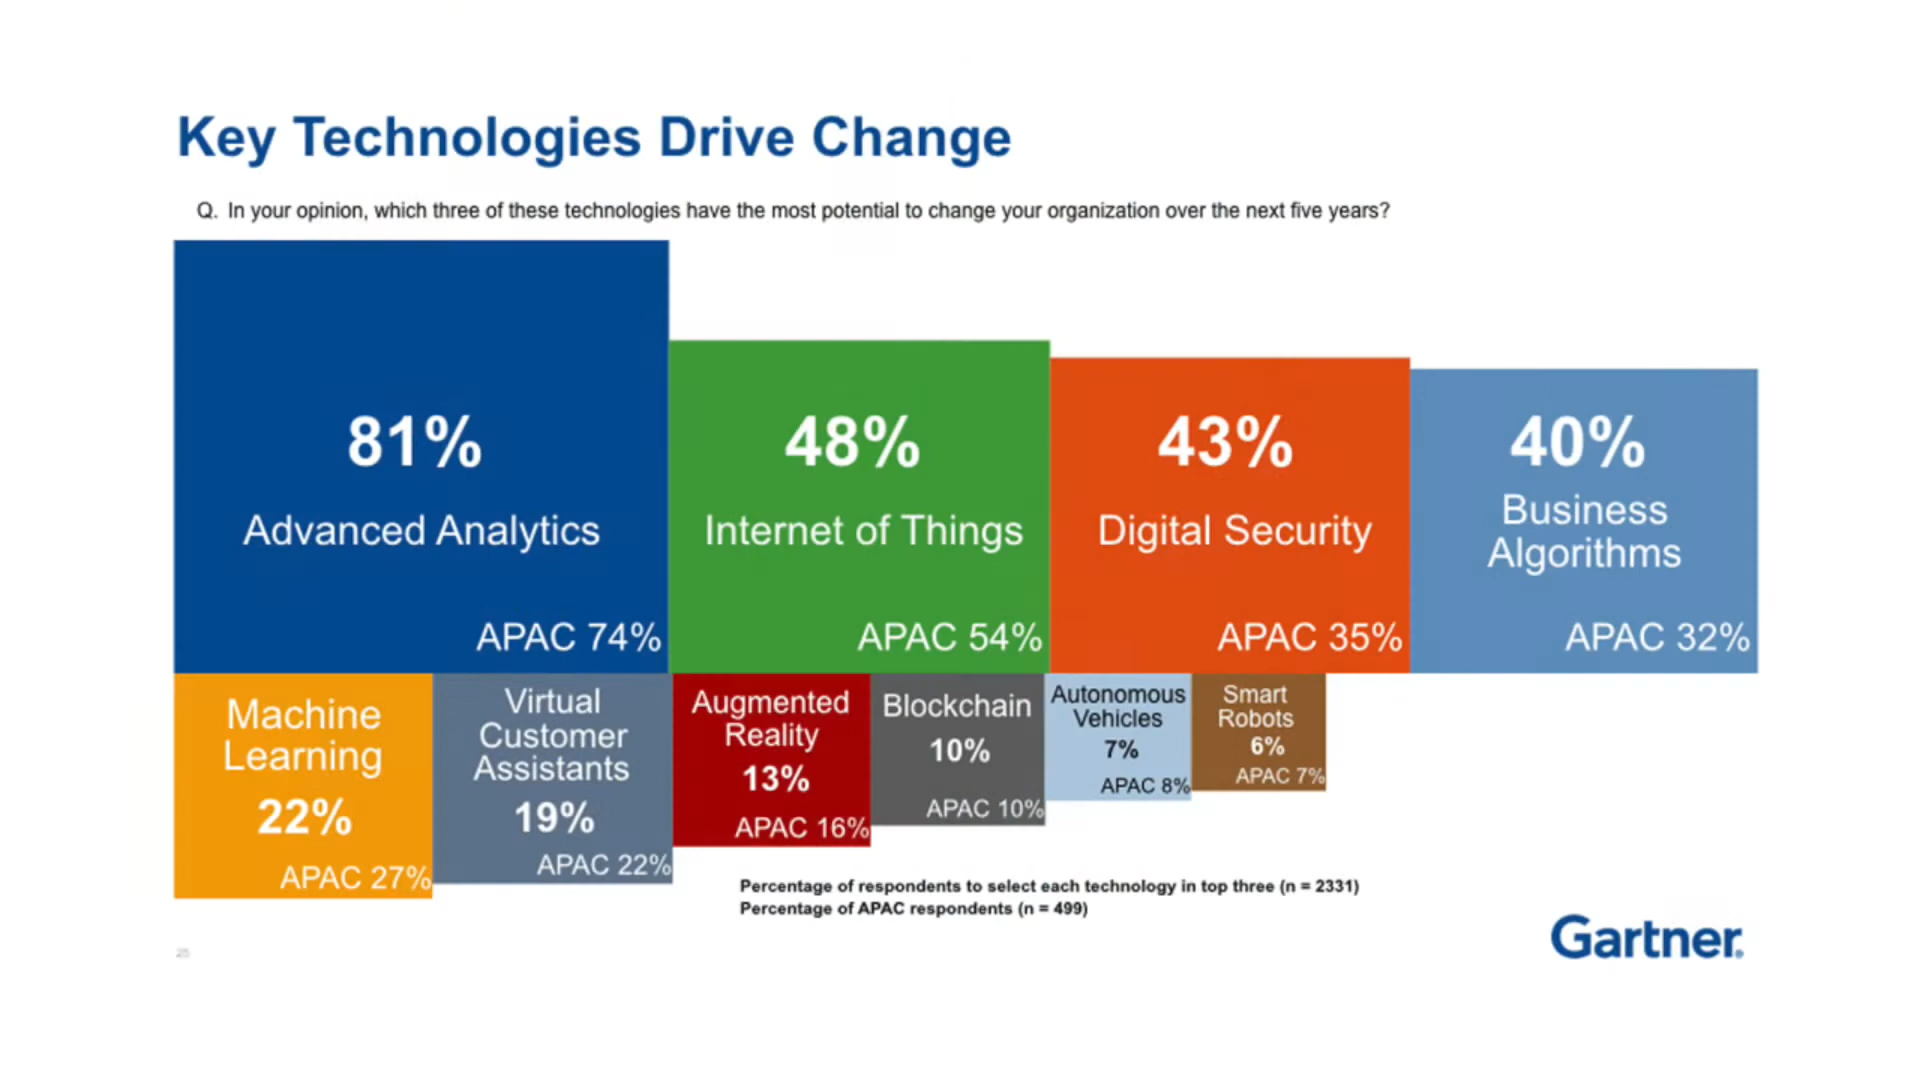 Key Technologies Drive Change
Q. In your opinion, which three of these technologies have the most potential to change your organization over the next five years?
81%
Advanced Analytics
APAC 74%
48%
Internet of Things
APAC 54%
43%
Digital Security
APAC 35%
40%
Business
Algorithms
APAC 32%
Machine
Learning
22%
APAC 27%
Virtual
Customer
Assistants
19%
APAC 22%
Augmented
Reality
13%
APAC 16%
Blockchain
10%
APAC 10%
Autonomous
Vehicles
7%
APAC 8%
Smart
Robots
6%
APAC 7%
Percentage of respondents to select each technology in top three (n = 2331)
Percentage of APAC respondents (n = 499)
Gartner.